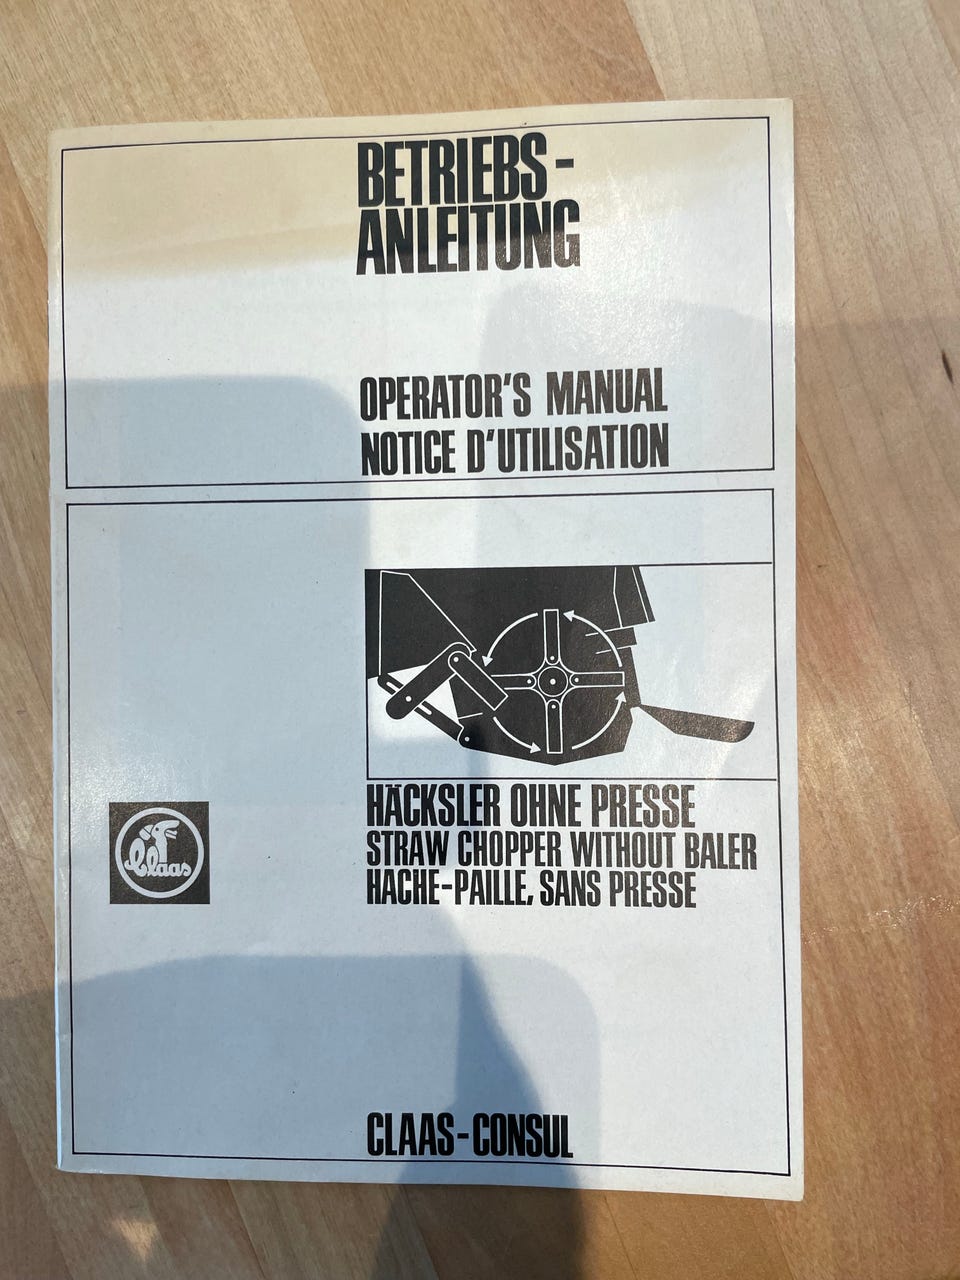 BETRIEBS-
ANLEITUNG
OPERATOR'S MANUAL
NOTICE D'UTILISATION
HÄCKSLER OHNE PRESSE
STRAW CHOPPER WITHOUT BALER
HACHE-PAILLE, SANS PRESSE
Claas
CLAAS-CONSUL